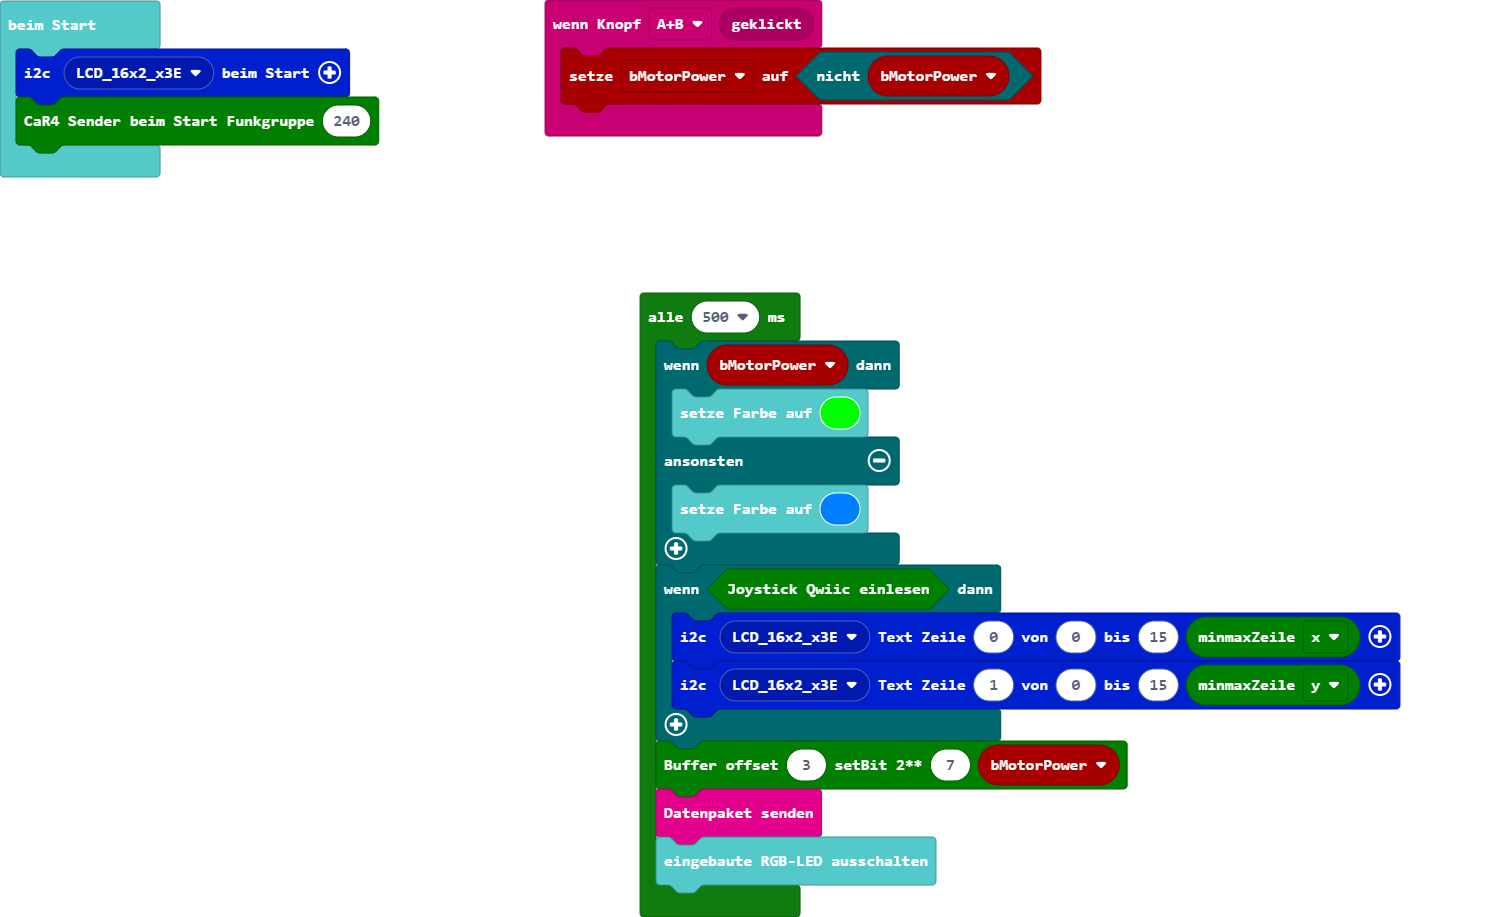 beim Start
i2c LCD_16x2_x3E beim Start
CaR4 Sender beim Start Funkgruppe 240
wenn Knopf A+B geklickt
setze bMotorPower auf nicht bMotorPower
alle 500 ms
wenn bMotorPower dann
setze Farbe auf
ansonsten
setze Farbe auf
wenn Joystick Qwiic einlesen dann
i2c LCD_16x2_x3E Text Zeile 0 von 0 bis 15 minmaxZeile x
i2c LCD_16x2_x3E Text Zeile 1 von 0 bis 15 minmaxZeile y
Buffer offset 3 setBit 2** 7 bMotorPower
Datenpaket senden
eingebaute RGB-LED ausschalten